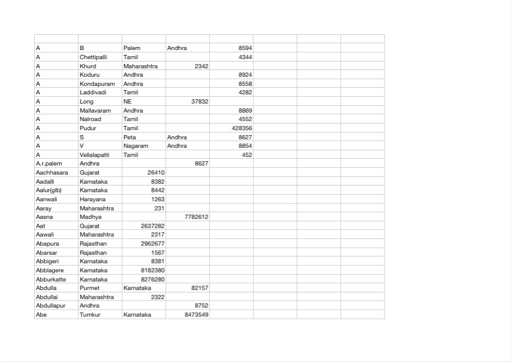 A B Palem Andhra 8594
A Chettipalli Tamil 4344
A Khurd Maharashtra 2342
A Koduru Andhra 8924
A Kondapuram Andhra 8558
A Laddivadi Tamil 4282
A Long NE 37832
A Mallavaram Andhra 8869
A Nalroad Tamil 4552
A Pudur Tamil 428356
A S Peta Andhra 8627
A V Nagaram Andhra 8854
A Vellalapatti Tamil 452
A.r.palem Andhra 8627
Aachhasara Gujarat 26410
Aadalli Karnataka 8382
Aalur(glb) Karnataka 8442
Aanwali Harayana 1263
Aaray Maharashtra 231
Aasna Madhya 7782612
Aat Gujarat 2637282
Aawali Maharashtra 2317
Abapura Rajasthan 2962677
Abarsar Rajasthan 1567
Abbigeri Karnataka 8381
Abblagere Karnataka 8182380
Abburkatte Karnataka 8276280
Abdulla Purmet Karnataka 82157
Abdullai Maharashtra 2322
Abdullapur Andhra 8752
Abe Tumkur Karnataka 8473549